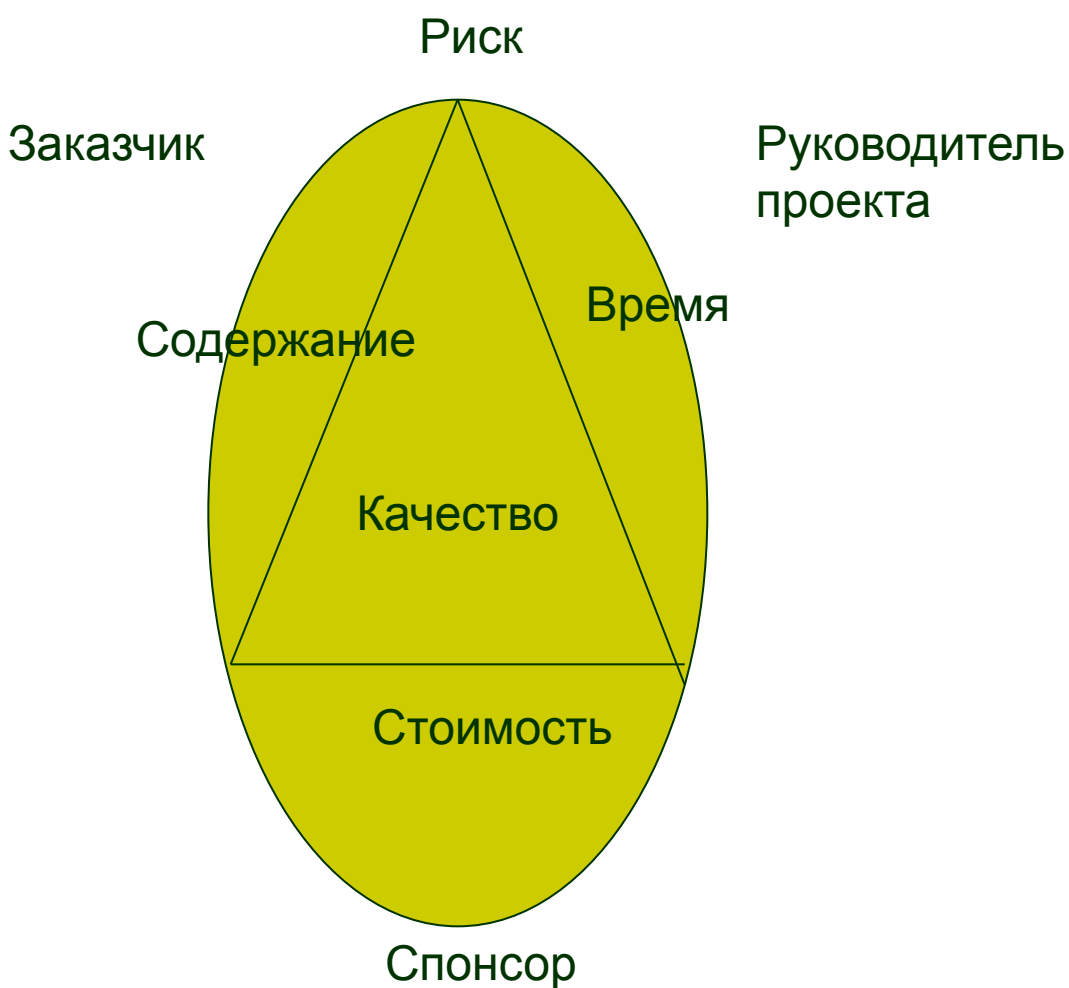 Риск
Заказчик
Руководитель
проекта
Время
Содержание
Качество
Стоимость
Спонсор